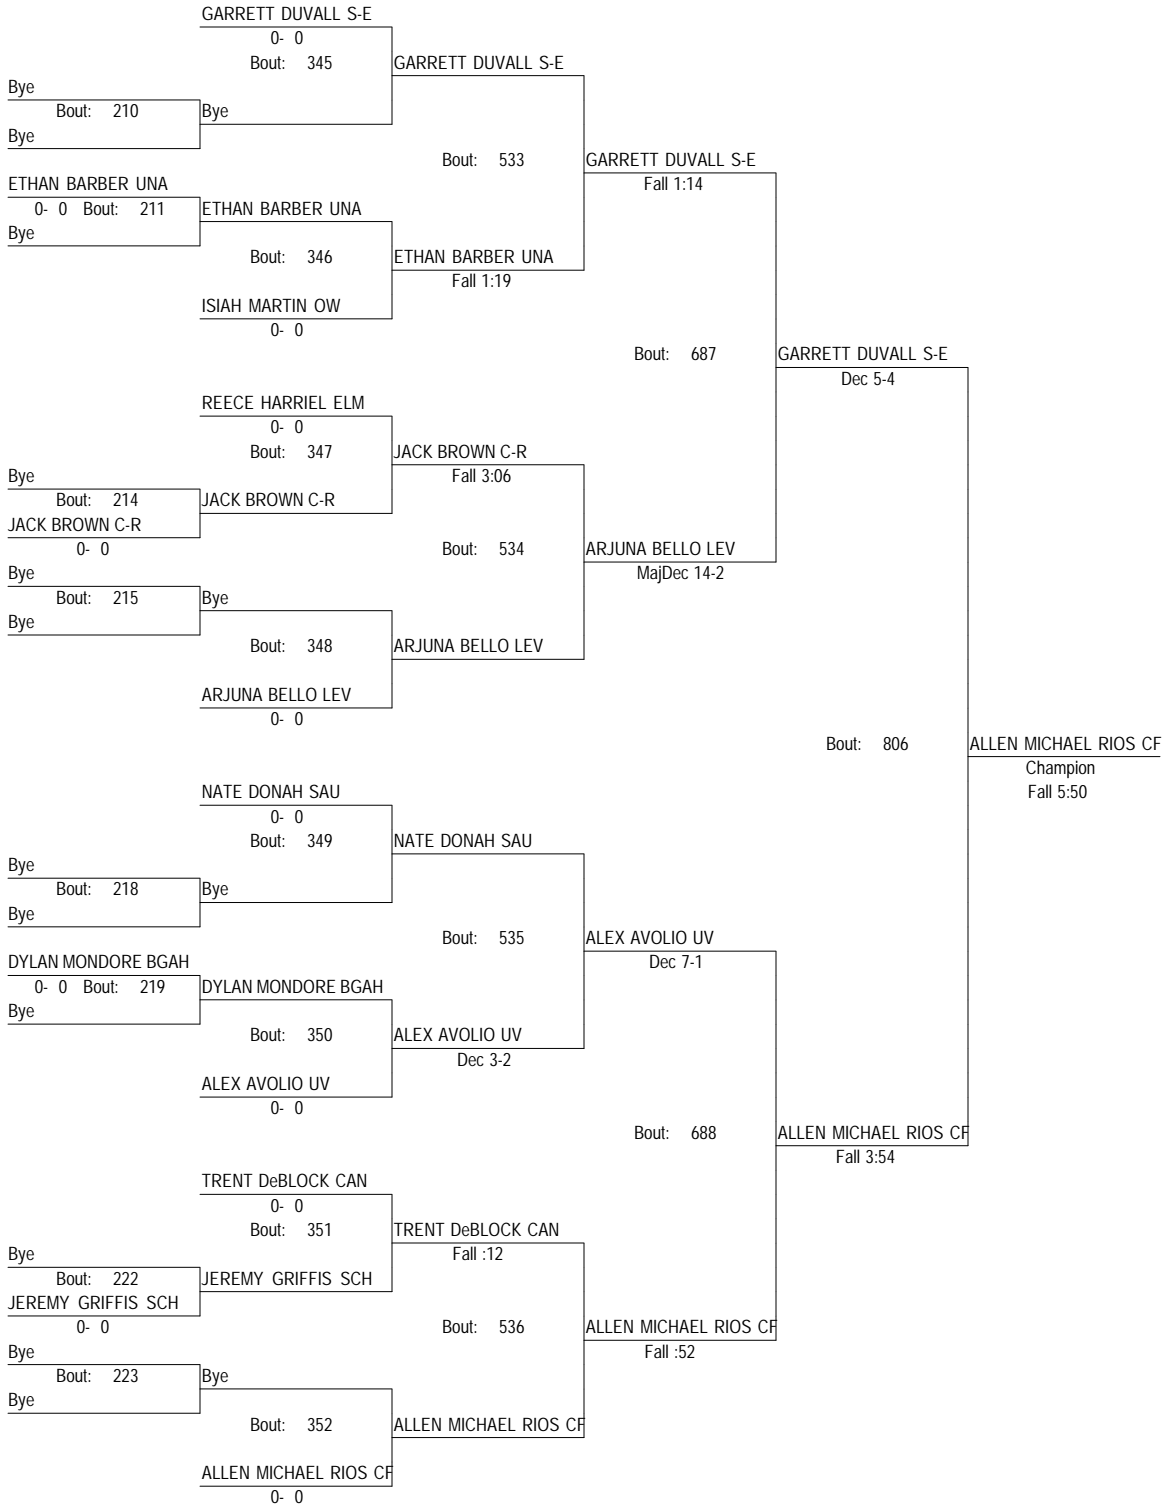 GARRETT DUVALL S-E
0- 0
Bout: 345
GARRETT DUVALL S-E
Bye
Bout: 210
Bye
Bye
Bout: 533
GARRETT DUVALL S-E
Fall 1:14
ETHAN BARBER UNA
0- 0 Bout: 211
ETHAN BARBER UNA
Bye
Bout: 346
ETHAN BARBER UNA
Fall 1:19
ISIAH MARTIN OW
0- 0
Bout: 687
GARRETT DUVALL S-E
Dec 5-4
REECE HARRIEL ELM
0- 0
Bout: 347
JACK BROWN C-R
Fall 3:06
Bye
Bout: 214
JACK BROWN C-R
JACK BROWN C-R
0- 0
Bout: 534
ARJUNA BELLO LEV
MajDec 14-2
Bye
Bout: 215
Bye
Bye
Bout: 348
ARJUNA BELLO LEV
ARJUNA BELLO LEV
0- 0
Bout: 806
ALLEN MICHAEL RIOS CF
Champion
Fall 5:50
NATE DONAH SAU
0- 0
Bout: 349
NATE DONAH SAU
Bye
Bout: 218
Bye
Bye
Bout: 535
ALEX AVOLIO UV
Dec 7-1
DYLAN MONDORE BGAH
0- 0 Bout: 219
DYLAN MONDORE BGAH
Bye
Bout: 350
ALEX AVOLIO UV
Dec 3-2
ALEX AVOLIO UV
0- 0
Bout: 688
ALLEN MICHAEL RIOS CF
Fall 3:54
TRENT DeBLOCK CAN
0- 0
Bout: 351
TRENT DeBLOCK CAN
Fall :12
Bye
Bout: 222
JEREMY GRIFFIS SCH
JEREMY GRIFFIS SCH
0- 0
Bout: 536
ALLEN MICHAEL RIOS CF
Fall :52
Bye
Bout: 223
Bye
Bye
Bout: 352
ALLEN MICHAEL RIOS CF
ALLEN MICHAEL RIOS CF
0- 0